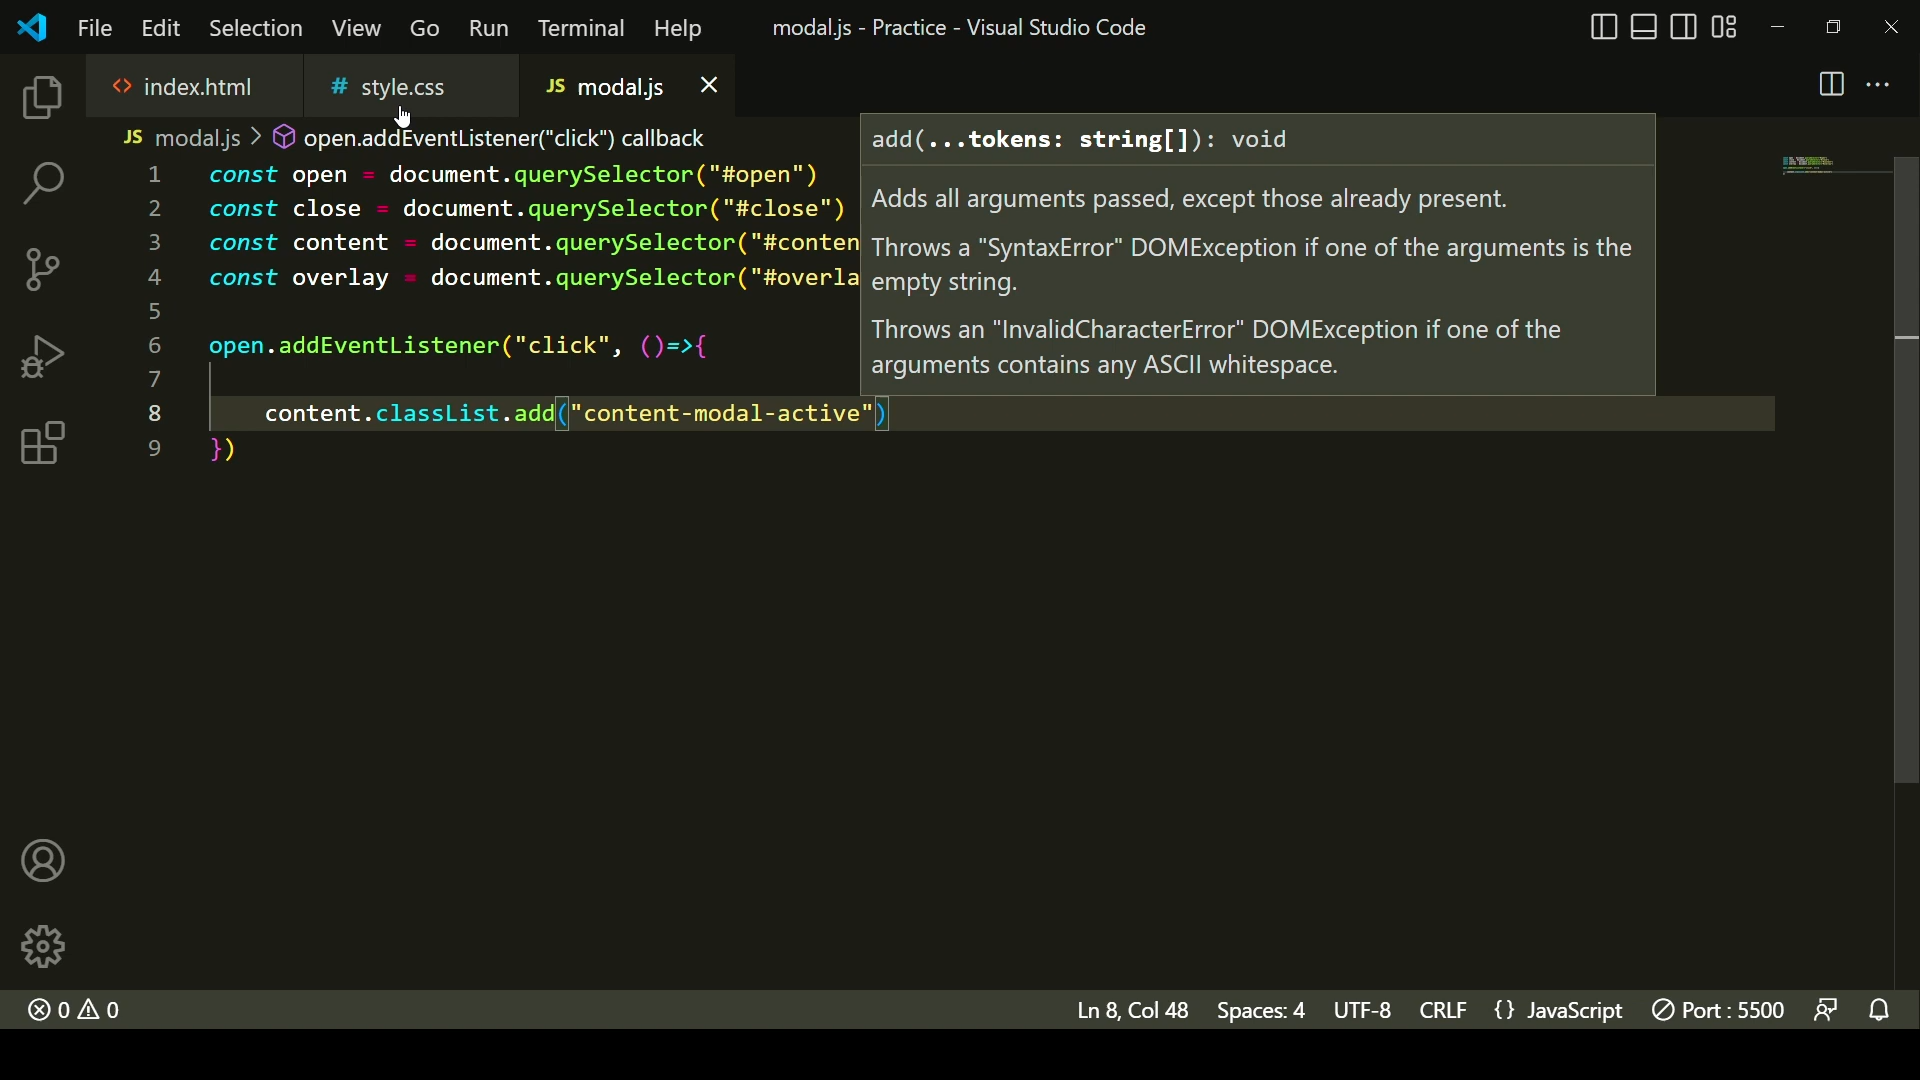 File Edit Selection View Go Run Terminal Help modal.js - Practice - Visual Studio Code
<> index.html # style.css JS modal.js
JS modal.js > open.addEventListener("click") callback
1 const open = document.querySelector("#open")
2 const close = document.querySelector("#close")
3 const content = document.querySelector("#conten
4 const overlay = document.querySelector("#overla
5
6 open.addEventListener("click", ()=>{
7
8 content.classList.add("content-modal-active")
9 })
add(...tokens: string[]): void
Adds all arguments passed, except those already present.
Throws a "SyntaxError" DOMException if one of the arguments is the
empty string.
Throws an "InvalidCharacterError" DOMException if one of the
arguments contains any ASCII whitespace.
0 0 Ln 8, Col 48 Spaces: 4 UTF-8 CRLF {} JavaScript Port : 5500